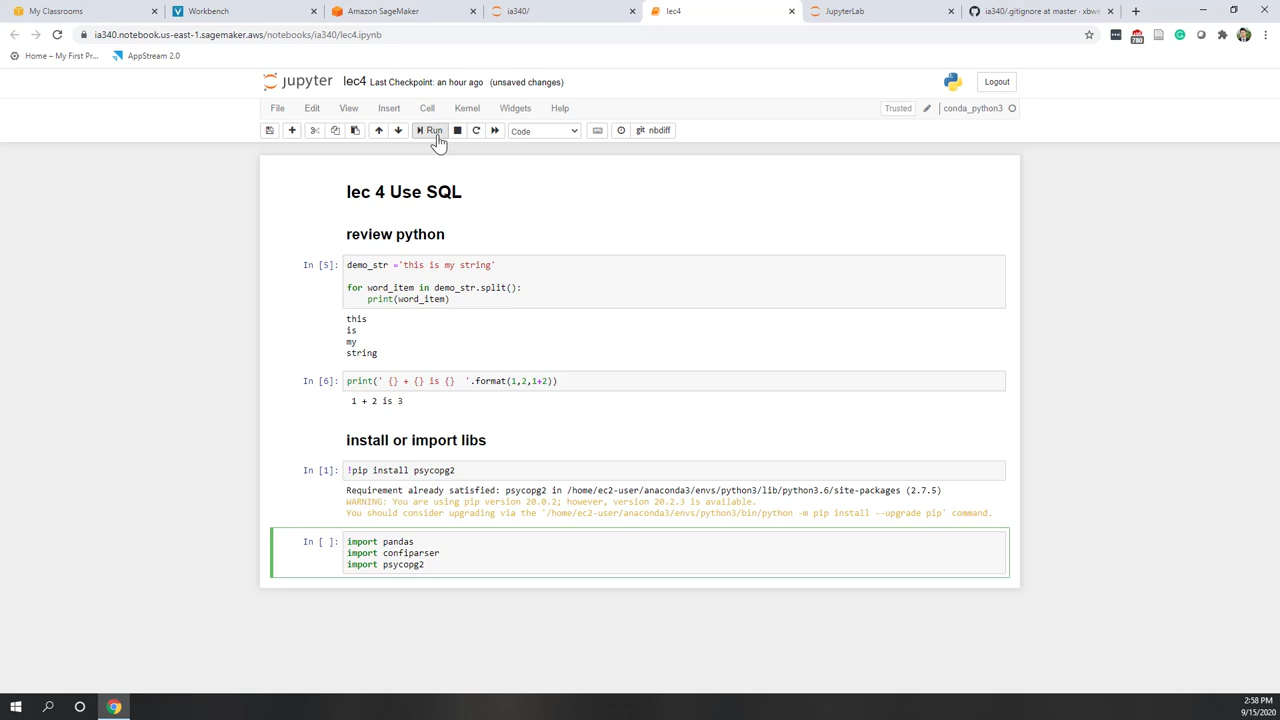 My Classrooms
Workbench
Amazon SageMaker
ia340/
lec4
JupyterLab
ia340/.gitignore at master · xbwe
ia340.notebook.us-east-1.sagemaker.aws/notebooks/ia340/lec4.ipynb
780
Home – My First Pr...
AppStream 2.0
jupyter lec4 Last Checkpoint: an hour ago (unsaved changes)
Logout
File Edit View Insert Cell Kernel Widgets Help
Trusted
conda_python3
Run
Code
nbdiff
lec 4 Use SQL
review python
In [5]: demo_str ='this is my string'
for word_item in demo_str.split():
print(word_item)
this
is
my
string
In [6]: print(' {} + {} is {}  '.format(1,2,1+2))
1 + 2 is 3
install or import libs
In [1]: !pip install psycopg2
Requirement already satisfied: psycopg2 in /home/ec2-user/anaconda3/envs/python3/lib/python3.6/site-packages (2.7.5)
WARNING: You are using pip version 20.0.2; however, version 20.2.3 is available.
You should consider upgrading via the '/home/ec2-user/anaconda3/envs/python3/bin/python -m pip install --upgrade pip' command.
In [ ]: import pandas
import confiparser
import psycopg2
2:58 PM
9/15/2020